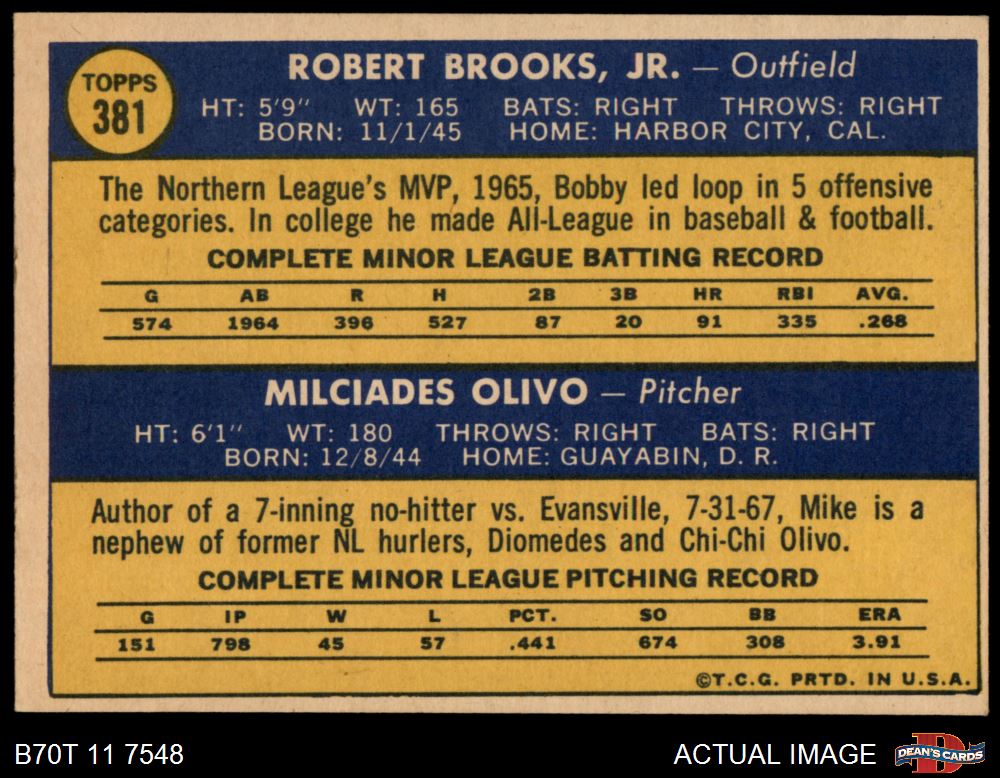 TOPPS
381
ROBERT BROOKS, JR. — Outfield
HT: 5'9" WT: 165 BATS: RIGHT THROWS: RIGHT
BORN: 11/1/45 HOME: HARBOR CITY, CAL.
The Northern League's MVP, 1965, Bobby led loop in 5 offensive
categories. In college he made All-League in baseball & football.
COMPLETE MINOR LEAGUE BATTING RECORD
G AB R H 2B 3B HR RBI AVG.
574 1964 396 527 87 20 91 335 .268
MILCIADES OLIVO — Pitcher
HT: 6'1" WT: 180 THROWS: RIGHT BATS: RIGHT
BORN: 12/8/44 HOME: GUAYABIN, D. R.
Author of a 7-inning no-hitter vs. Evansville, 7-31-67, Mike is a
nephew of former NL hurlers, Diomedes and Chi-Chi Olivo.
COMPLETE MINOR LEAGUE PITCHING RECORD
G IP W L PCT. SO BB ERA
151 798 45 57 .441 674 308 3.91
©T.C.G. PRTD. IN U.S.A.
B70T 11 7548 ACTUAL IMAGE DEAN'S CARDS